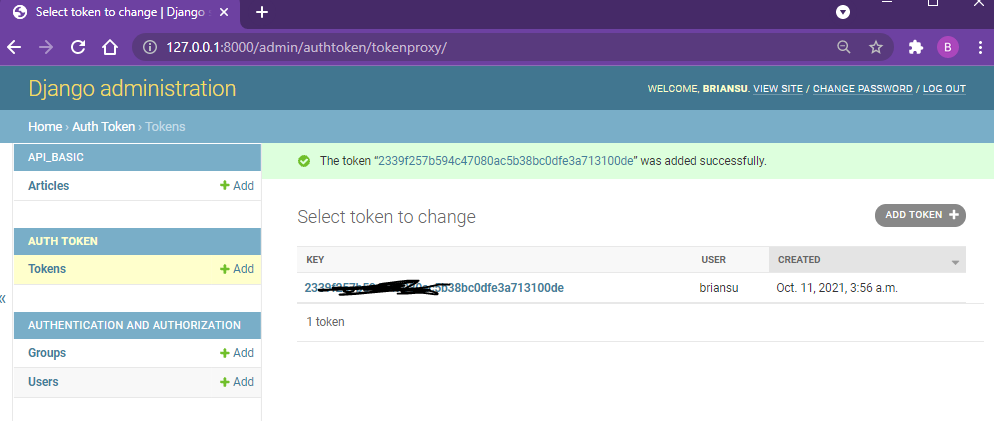 Select token to change | Django
127.0.0.1:8000/admin/authtoken/tokenproxy/
B
Django administration
WELCOME, BRIANSU. VIEW SITE / CHANGE PASSWORD / LOG OUT
Home › Auth Token › Tokens
API_BASIC
Articles + Add
AUTH TOKEN
Tokens + Add
«
AUTHENTICATION AND AUTHORIZATION
Groups + Add
Users + Add
The token “2339f257b594c47080ac5b38bc0dfe3a713100de” was added successfully.
Select token to change
ADD TOKEN +
KEY USER CREATED
5b38bc0dfe3a713100de briansu Oct. 11, 2021, 3:56 a.m.
1 token